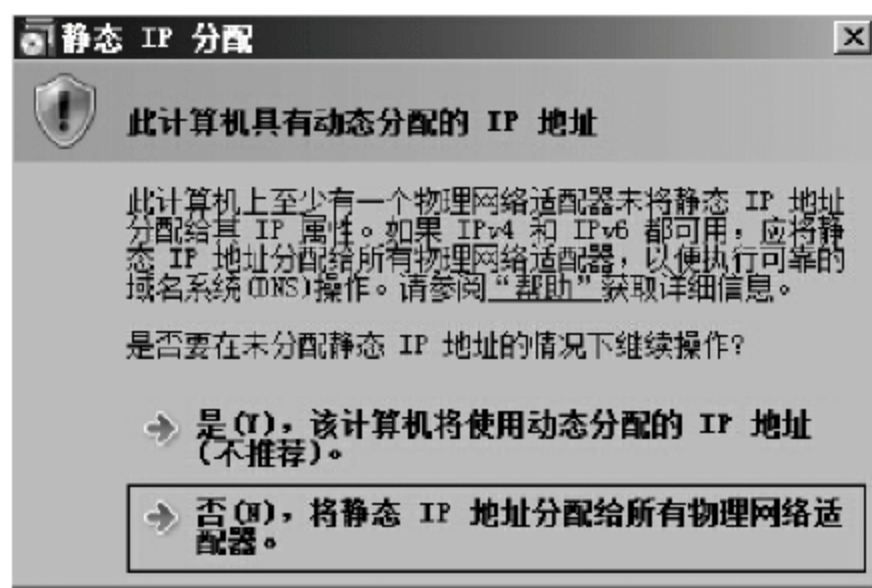 静态 IP 分配
此计算机具有动态分配的 IP 地址
此计算机上至少有一个物理网络适配器未将静态 IP 地址
分配给其 IP 属性。如果 IPv4 和 IPv6 都可用，应将静
态 IP 地址分配给所有物理网络适配器，以便执行可靠的
域名系统(DNS)操作。请参阅“帮助”获取详细信息。
是否要在未分配静态 IP 地址的情况下继续操作?
是(Y)，该计算机将使用动态分配的 IP 地址
(不推荐)。
否(N)，将静态 IP 地址分配给所有物理网络适
配器。